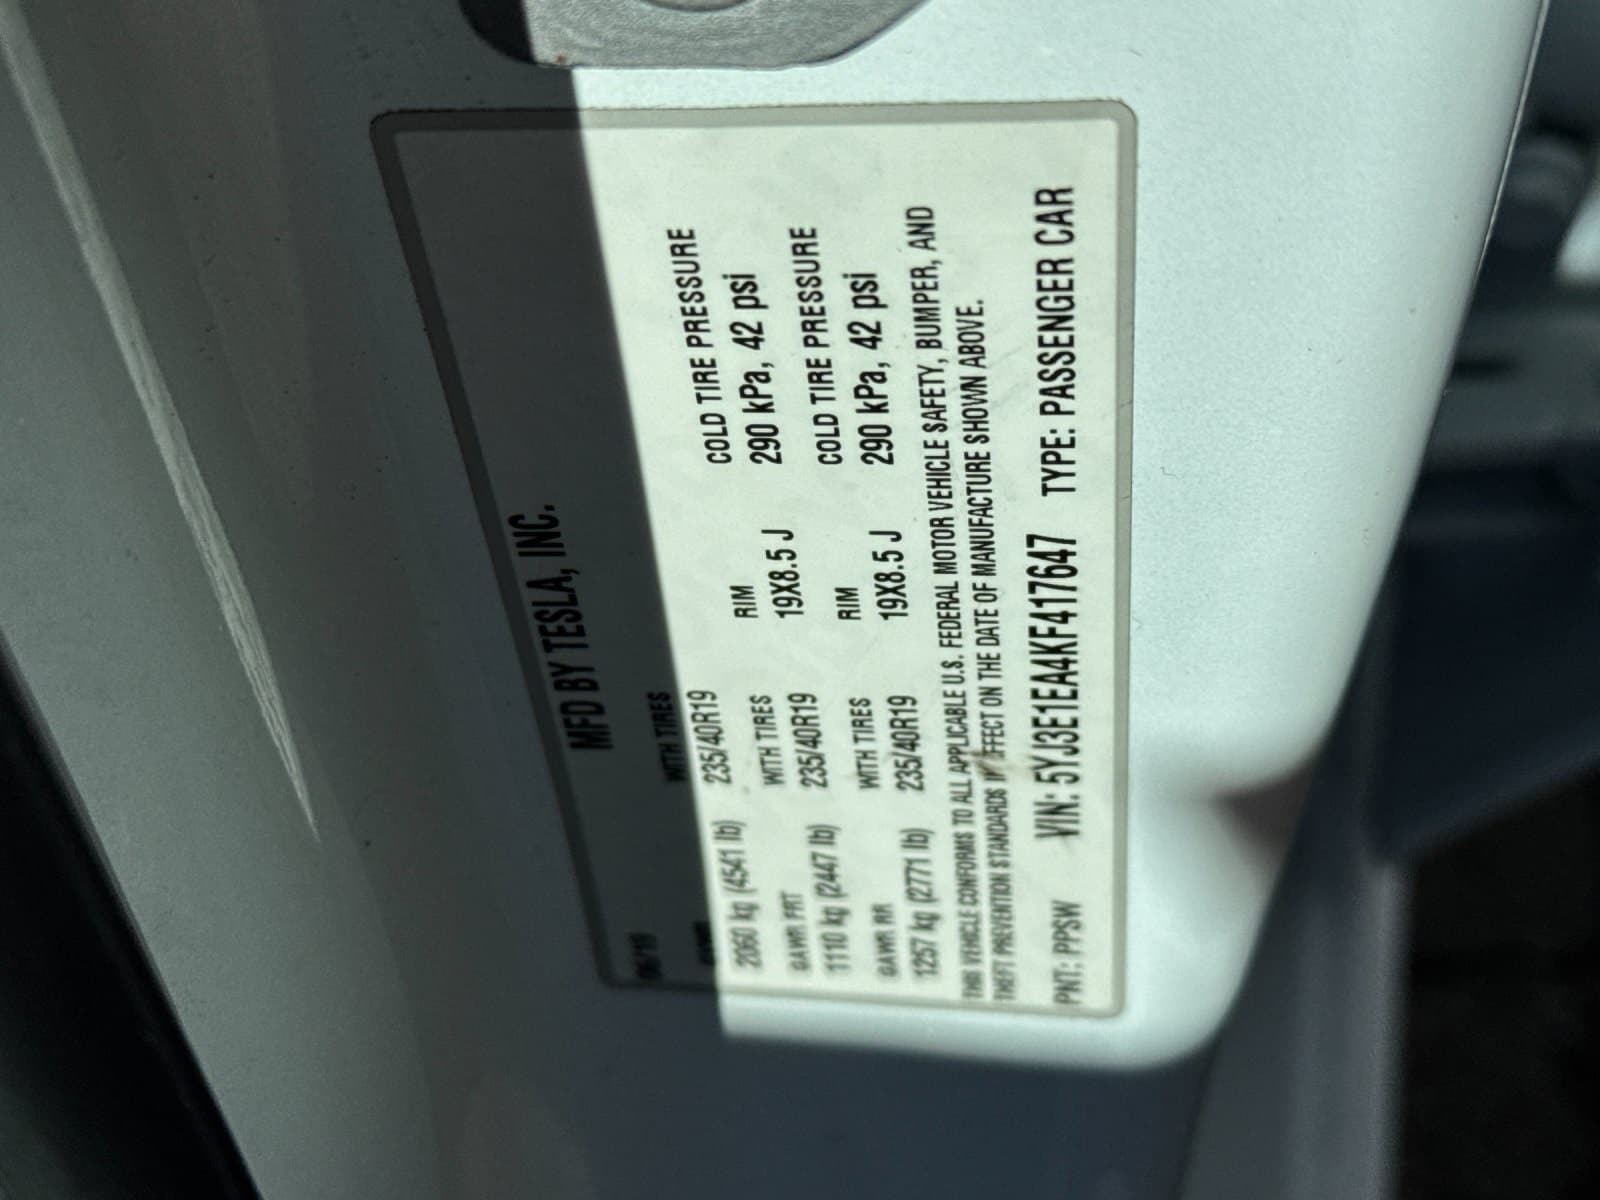 MFD BY TESLA, INC.
06/19
GVWR WITH TIRES COLD TIRE PRESSURE
2060 kg (4541 lb) 235/40R19 RIM 290 kPa, 42 psi
GAWR FRT WITH TIRES 19X8.5 J COLD TIRE PRESSURE
1110 kg (2447 lb) 235/40R19 RIM 290 kPa, 42 psi
GAWR RR WITH TIRES 19X8.5 J
1257 kg (2771 lb) 235/40R19
THIS VEHICLE CONFORMS TO ALL APPLICABLE U.S. FEDERAL MOTOR VEHICLE SAFETY, BUMPER, AND
THEFT PREVENTION STANDARDS IN EFFECT ON THE DATE OF MANUFACTURE SHOWN ABOVE.
PNT: PPSW VIN: 5YJ3E1EA4KF417647 TYPE: PASSENGER CAR